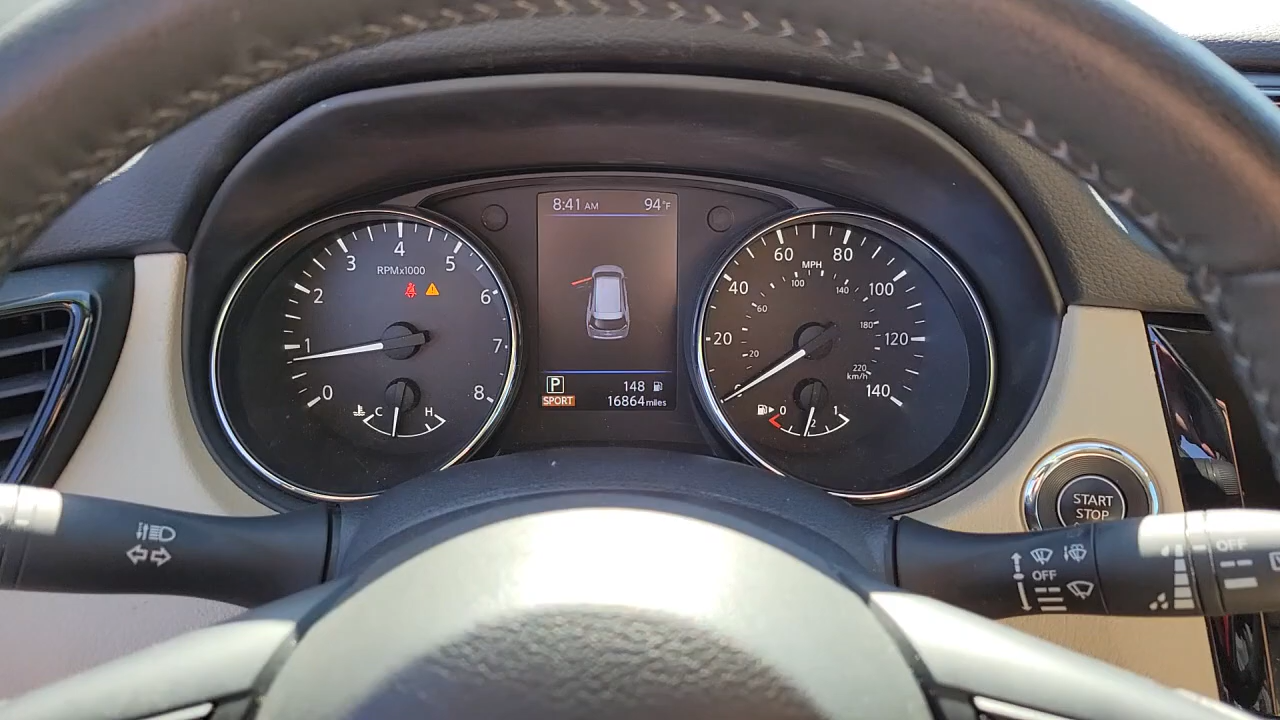 8:41 AM 94°F
0 1 2 3 4 5 6 7 8
RPMx1000
C H
P
SPORT
148
16864 miles
20 40 60 80 100 120 140
MPH
20 60 100 140 180 220
km/h
0 1
START
STOP
OFF
OFF